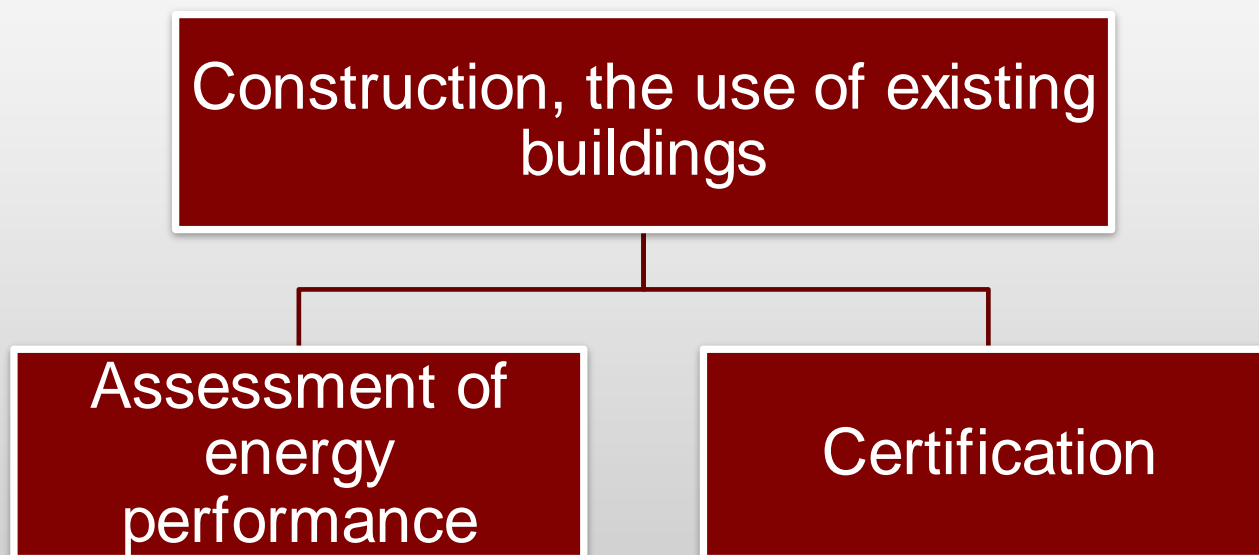 Construction, the use of existing
buildings
Assessment of
energy
performance
Certification